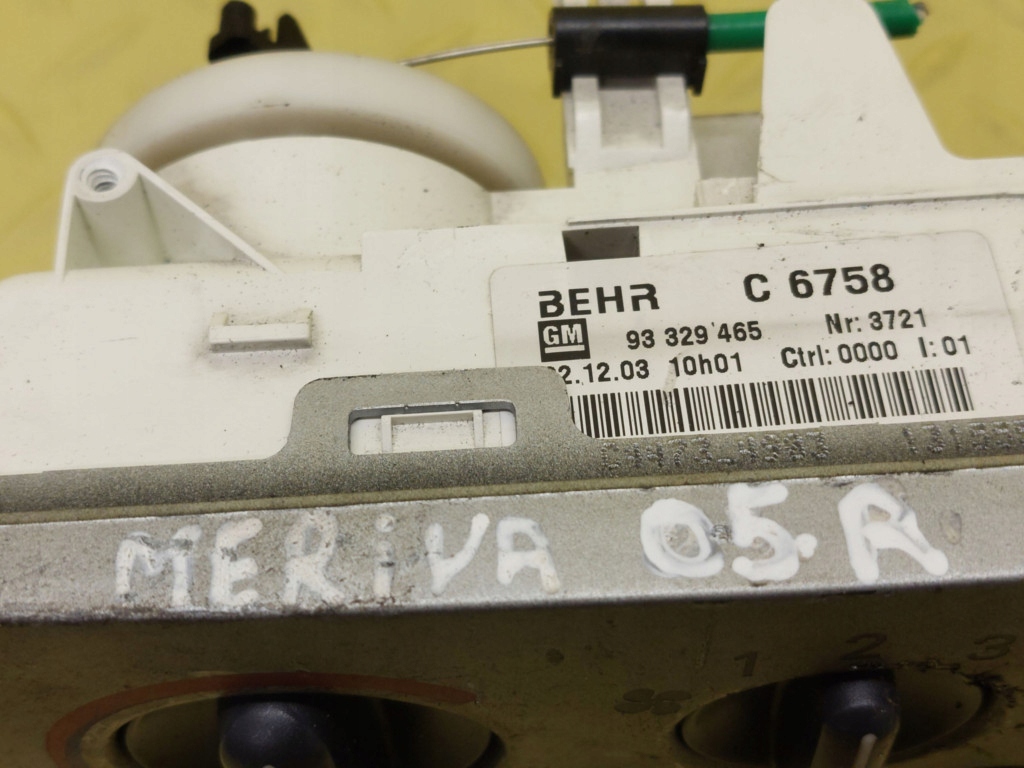 BEHR C 6758
GM 93 329 465 Nr: 3721
2.12.03 10h01 Ctrl: 0000 I: 01
MERiVA 05.R
1 2 3